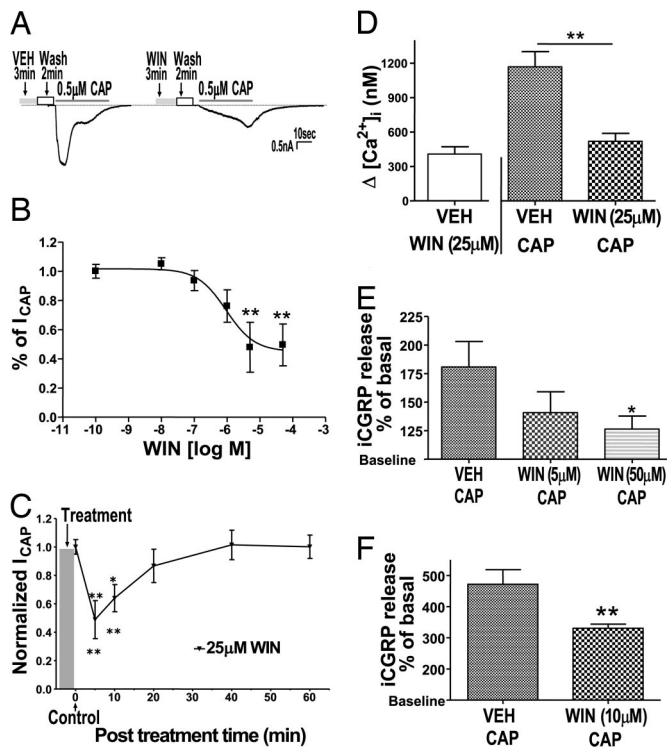 A
VEH Wash
3min 2min
0.5µM CAP
WIN Wash
3min 2min
0.5µM CAP
10sec
0.5nA
B
% of ICAP
1.2
1.0
0.8
0.6
0.4
0.2
0.0
** **
-11 -10 -9 -8 -7 -6 -5 -4 -3
WIN [log M]
C
Treatment
Normalized ICAP
1.2
1.0
0.8
0.6
0.4
0.2
0.0
** *
** **
25µM WIN
0 10 20 30 40 50 60
Control
Post treatment time (min)
D
Δ [Ca2+]i (nM)
1200
900
600
300
**
VEH VEH WIN (25µM)
WIN (25µM) CAP CAP
E
iCGRP release
% of basal
225
200
175
150
125
Baseline
*
VEH WIN (5µM) WIN (50µM)
CAP CAP CAP
F
iCGRP release
% of basal
500
400
300
200
Baseline
**
VEH WIN (10µM)
CAP CAP